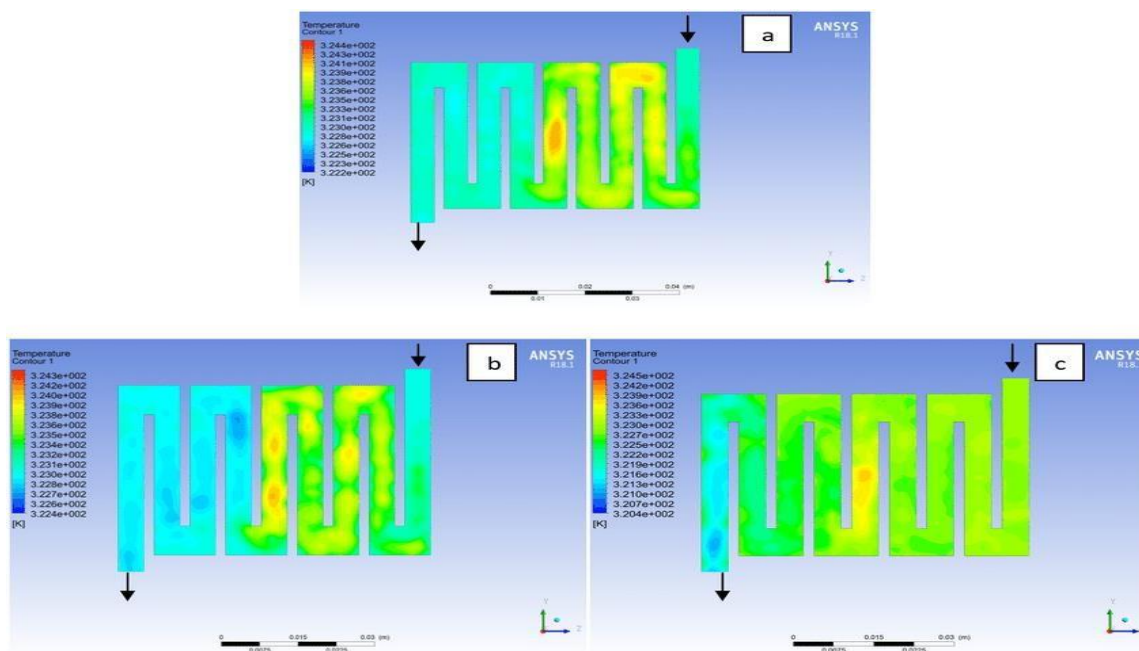 Temperature
Contour 1
3.244e+002
3.243e+002
3.241e+002
3.239e+002
3.238e+002
3.236e+002
3.235e+002
3.233e+002
3.231e+002
3.230e+002
3.228e+002
3.226e+002
3.225e+002
3.223e+002
3.222e+002
[K]
a
ANSYS
R18.1
0
0.02
0.04
(m)
0.01
0.03
Y
Z
Temperature
Contour 1
3.243e+002
3.242e+002
3.240e+002
3.239e+002
3.238e+002
3.236e+002
3.235e+002
3.234e+002
3.232e+002
3.231e+002
3.230e+002
3.228e+002
3.227e+002
3.226e+002
3.224e+002
[K]
b
ANSYS
R18.1
0
0.015
0.03
(m)
0.0075
0.0225
Y
Z
Temperature
Contour 1
3.245e+002
3.242e+002
3.239e+002
3.236e+002
3.233e+002
3.230e+002
3.227e+002
3.225e+002
3.222e+002
3.219e+002
3.216e+002
3.213e+002
3.210e+002
3.207e+002
3.204e+002
[K]
c
ANSYS
0
0.015
0.03
(m)
0.0075
0.0225
Y
Z